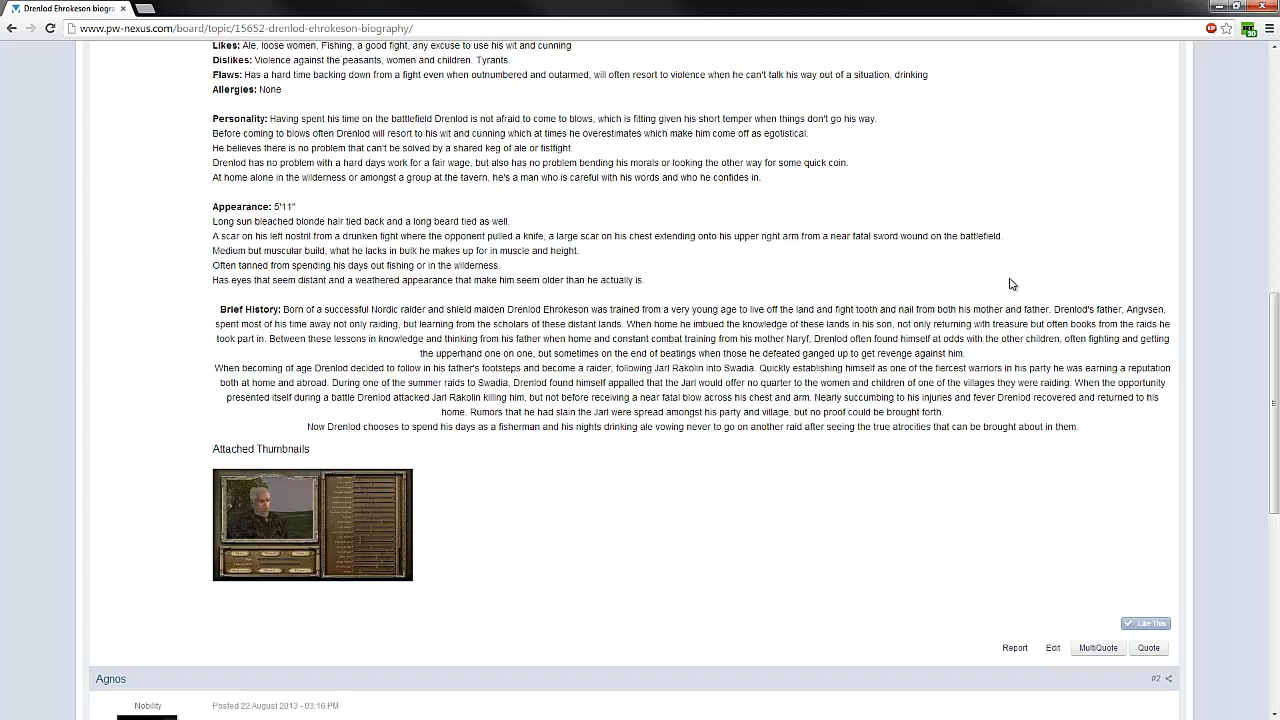 Drenlod Ehrokeson biogra
www.pw-nexus.com/board/topic/15652-drenlod-ehrokeson-biography/
Likes: Ale, loose women, Fishing, a good fight, any excuse to use his wit and cunning
Dislikes: Violence against the peasants, women and children. Tyrants.
Flaws: Has a hard time backing down from a fight even when outnumbered and outarmed, will often resort to violence when he can't talk his way out of a situation, drinking
Allergies: None
Personality: Having spent his time on the battlefield Drenlod is not afraid to come to blows, which is fitting given his short temper when things don't go his way.
Before coming to blows often Drenlod will resort to his wit and cunning which at times he overestimates which make him come off as egotistical.
He believes there is no problem that can't be solved by a shared keg of ale or fistfight.
Drenlod has no problem with a hard days work for a fair wage, but also has no problem bending his morals or looking the other way for some quick coin.
At home alone in the wilderness or amongst a group at the tavern, he's a man who is careful with his words and who he confides in.
Appearance: 5'11"
Long sun bleached blonde hair tied back and a long beard tied as well.
A scar on his left nostril from a drunken fight where the opponent pulled a knife, a large scar on his chest extending onto his upper right arm from a near fatal sword wound on the battlefield.
Medium but muscular build, what he lacks in bulk he makes up for in muscle and height.
Often tanned from spending his days out fishing or in the wilderness.
Has eyes that seem distant and a weathered appearance that make him seem older than he actually is.
Brief History: Born of a successful Nordic raider and shield maiden Drenlod Ehrokeson was trained from a very young age to live off the land and fight tooth and nail from both his mother and father. Drenlod's father, Angvsen,
spent most of his time away not only raiding, but learning from the scholars of these distant lands. When home he imbued the knowledge of these lands in his son, not only returning with treasure but often books from the raids he
took part in. Between these lessons in knowledge and thinking from his father when home and constant combat training from his mother Naryf, Drenlod often found himself at odds with the other children, often fighting and getting
the upperhand one on one, but sometimes on the end of beatings when those he defeated ganged up to get revenge against him.
When becoming of age Drenlod decided to follow in his father's footsteps and become a raider, following Jarl Rakolin into Swadia. Quickly establishing himself as one of the fiercest warriors in his party he was earning a reputation
both at home and abroad. During one of the summer raids to Swadia, Drenlod found himself appalled that the Jarl would offer no quarter to the women and children of one of the villages they were raiding. When the opportunity
presented itself during a battle Drenlod attacked Jarl Rakolin killing him, but not before receiving a near fatal blow across his chest and arm. Nearly succumbing to his injuries and fever Drenlod recovered and returned to his
home. Rumors that he had slain the Jarl were spread amongst his party and village, but no proof could be brought forth.
Now Drenlod chooses to spend his days as a fisherman and his nights drinking ale vowing never to go on another raid after seeing the true atrocities that can be brought about in them.
Attached Thumbnails
Like This
Report Edit MultiQuote Quote
Agnos #2
Nobility Posted 22 August 2013 - 03:16 PM